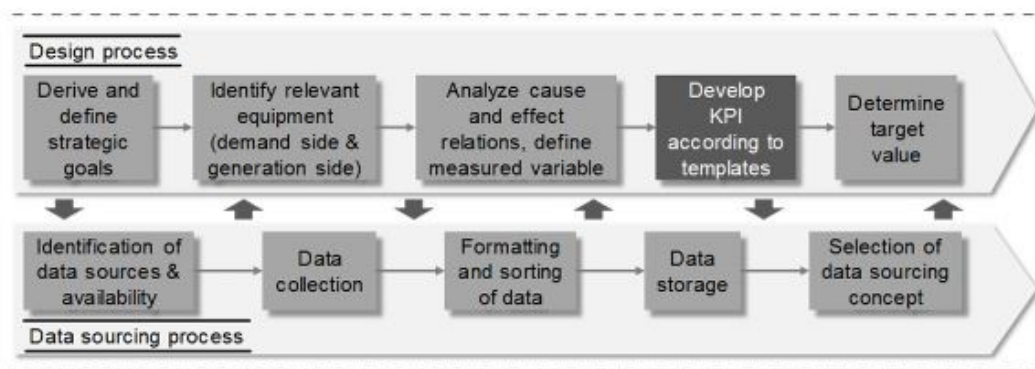 Design process
Derive and
define
strategic
goals
Identify relevant
equipment
(demand side &
generation side)
Analyze cause
and effect
relations, define
measured variable
Develop
KPI
according to
templates
Determine
target
value
Identification of
data sources &
availability
Data
collection
Formatting
and sorting
of data
Data
storage
Selection of
data sourcing
concept
Data sourcing process